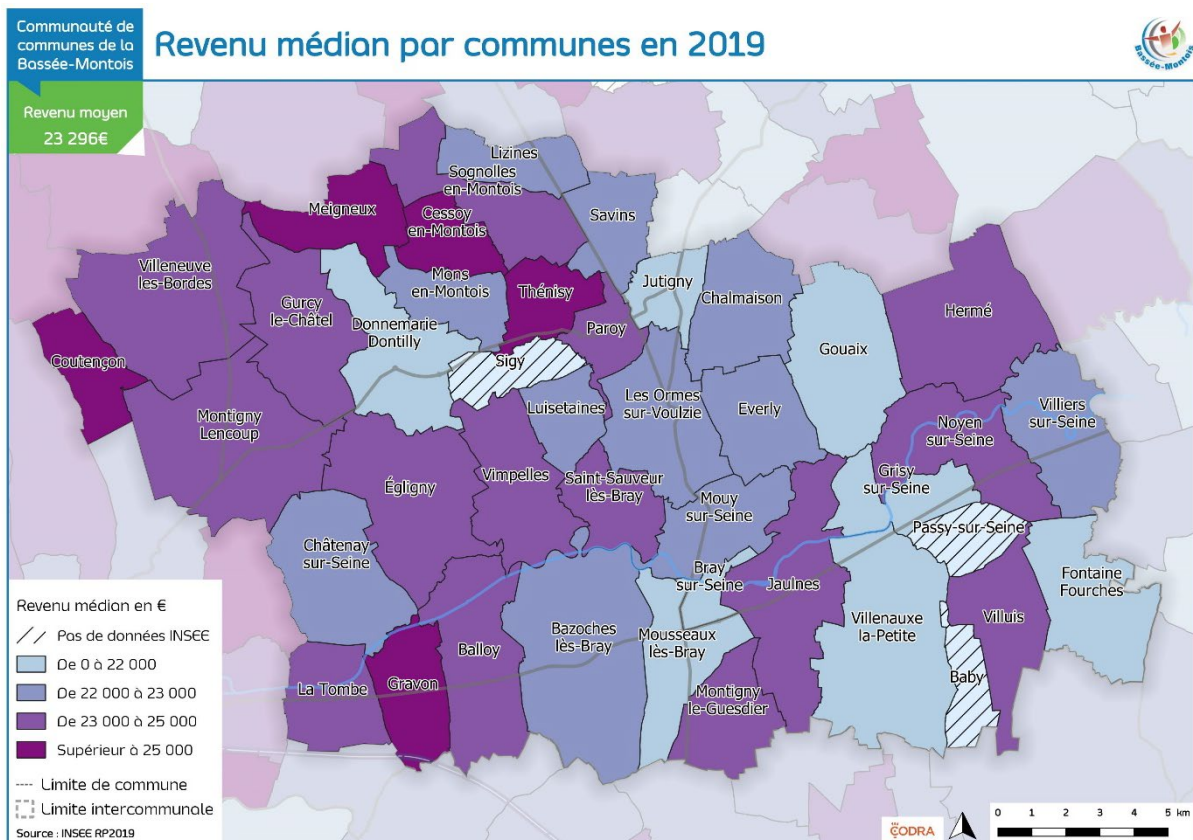 Communauté de
communes de la
Bassée-Montois
Revenu médian par communes en 2019
Bassée-Montois
Revenu moyen
23 296€
Lizines
Sognolles
en-Montois
Meigneux
Cessoy
en-Montois
Savins
Villeneuve
les-Bordes
Mons
en-Montois
Thénisy
Jutigny
Chalmaison
Gurcy
le-Châtel
Donnemarie
Dontilly
Paroy
Hermé
Gouaix
Coutençon
Sigy
Montigny
Lencoup
Luisetaines
Les Ormes
sur-Voulzie
Everly
Villiers
sur-Seine
Noyen
sur-Seine
Égligny
Vimpelles
Saint-Sauveur
lès-Bray
Grisy
sur-Seine
Mouy
sur-Seine
Passy-sur-Seine
Châtenay
sur-Seine
Bray
sur-Seine
Jaulnes
Fontaine
Fourches
Villenauxe
la-Petite
Villuis
Bazoches
lès-Bray
Mousseaux
lès-Bray
Balloy
La Tombe
Gravon
Montigny
le-Guesdier
Baby
Revenu médian en €
Pas de données INSEE
De 0 à 22 000
De 22 000 à 23 000
De 23 000 à 25 000
Supérieur à 25 000
Limite de commune
Limite intercommunale
Source : INSEE RP2019
CODRA
0 1 2 3 4 5 km